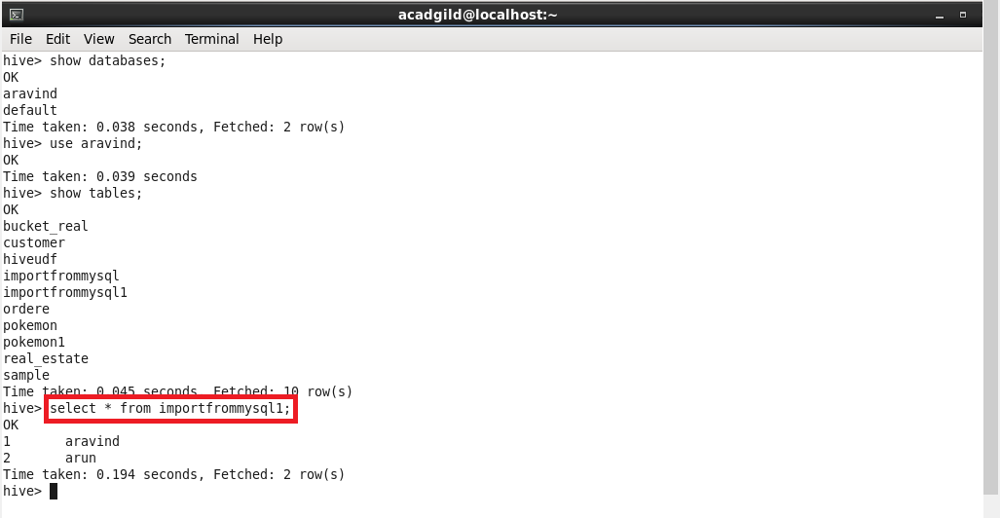 acadgild@localhost:~
File Edit View Search Terminal Help
hive> show databases;
OK
aravind
default
Time taken: 0.038 seconds, Fetched: 2 row(s)
hive> use aravind;
OK
Time taken: 0.039 seconds
hive> show tables;
OK
bucket_real
customer
hiveudf
importfrommysql
importfrommysql1
ordere
pokemon
pokemon1
real_estate
sample
Time taken: 0.045 seconds, Fetched: 10 row(s)
hive> select * from importfrommysql1;
OK
1       aravind
2       arun
Time taken: 0.194 seconds, Fetched: 2 row(s)
hive>